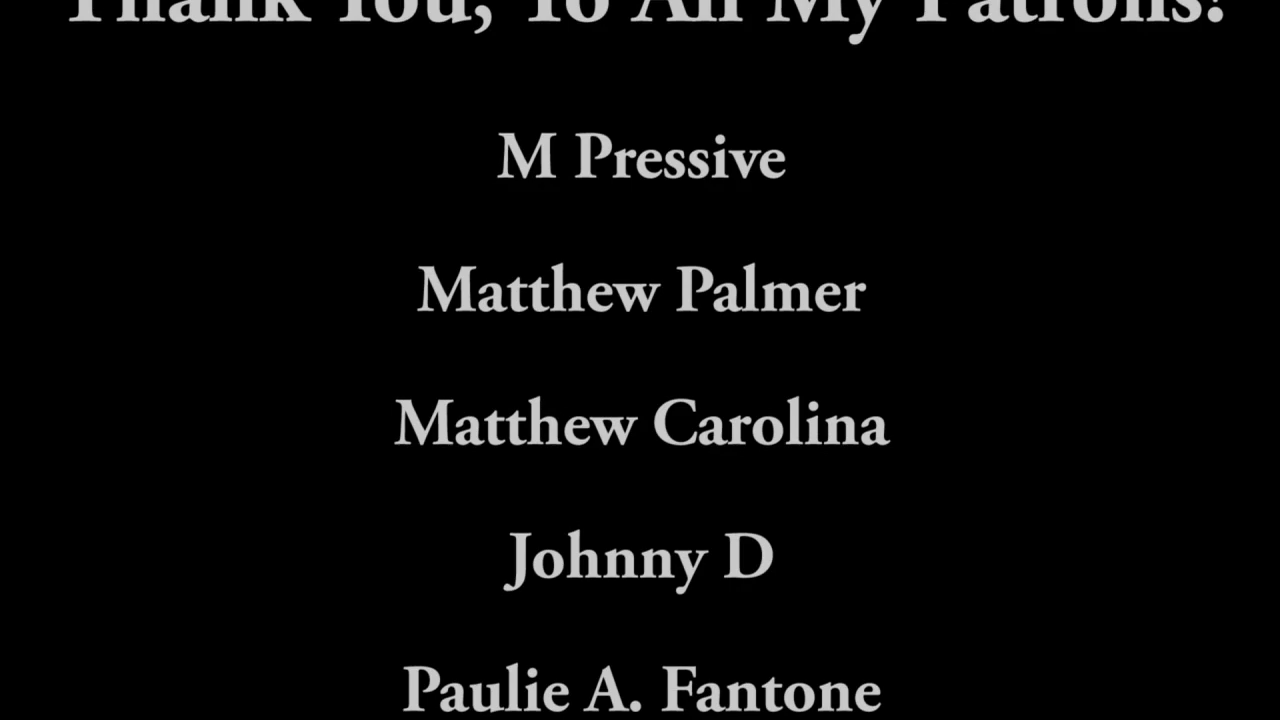 Thank You, To All My Patrons!
M Pressive
Matthew Palmer
Matthew Carolina
Johnny D
Paulie A. Fantone